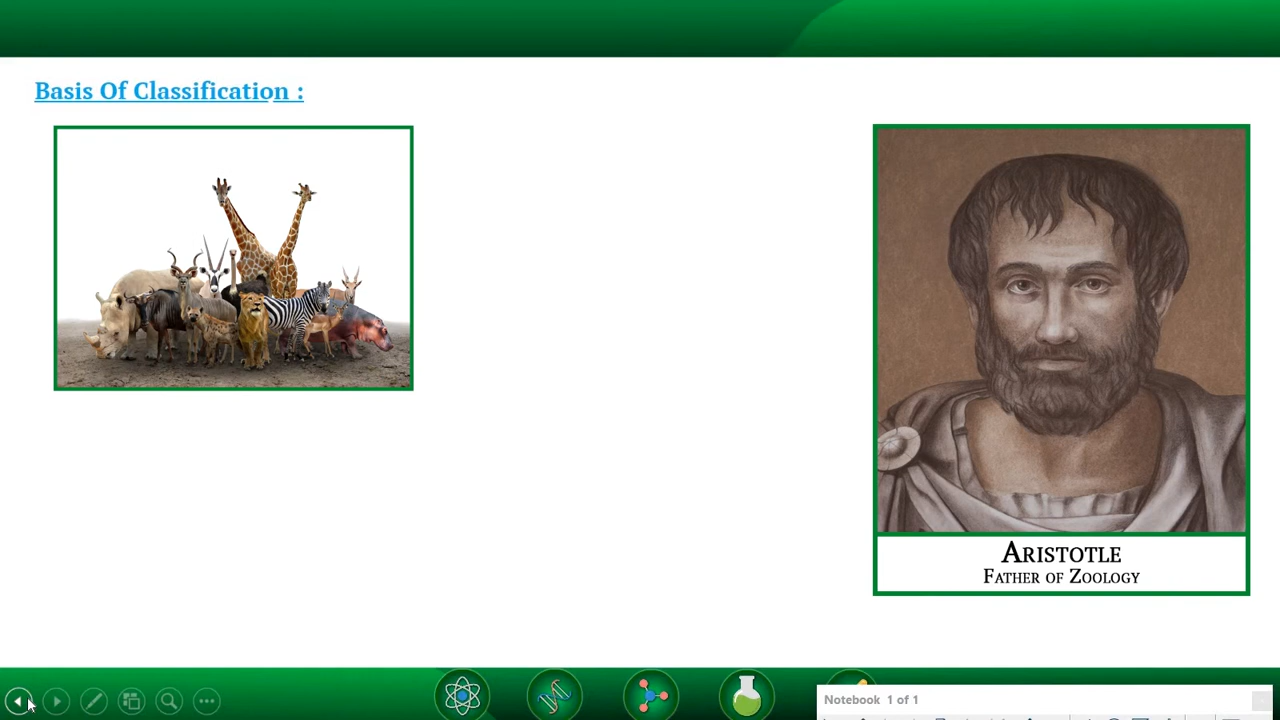 Basis Of Classification :
Aristotle
Father of Zoology
Notebook 1 of 1